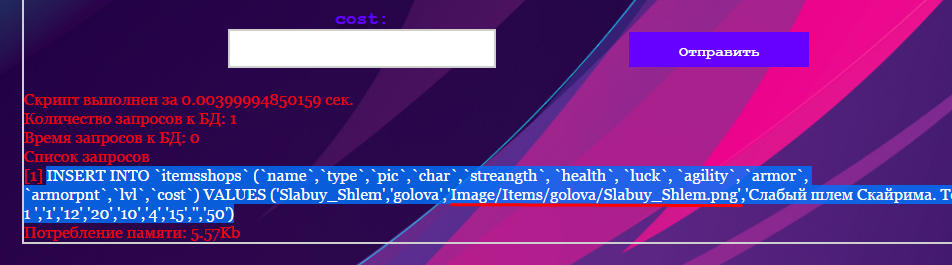 cost:
Отправить
Скрипт выполнен за 0.00399994850159 сек.
Количество запросов к БД: 1
Время запросов к БД: 0
Список запросов
[1] INSERT INTO `itemsshops` (`name`,`type`,`pic`,`char`,`streangth`, `health`, `luck`, `agility`, `armor`,
`armorpnt`,`lvl`,`cost`) VALUES ('Slabuy_Shlem','golova','Image/Items/golova/Slabuy_Shlem.png','Слабый шлем Скайрима.
1 ','1','12','20','10','4','15','','50')
Потребление памяти: 5.57Kb